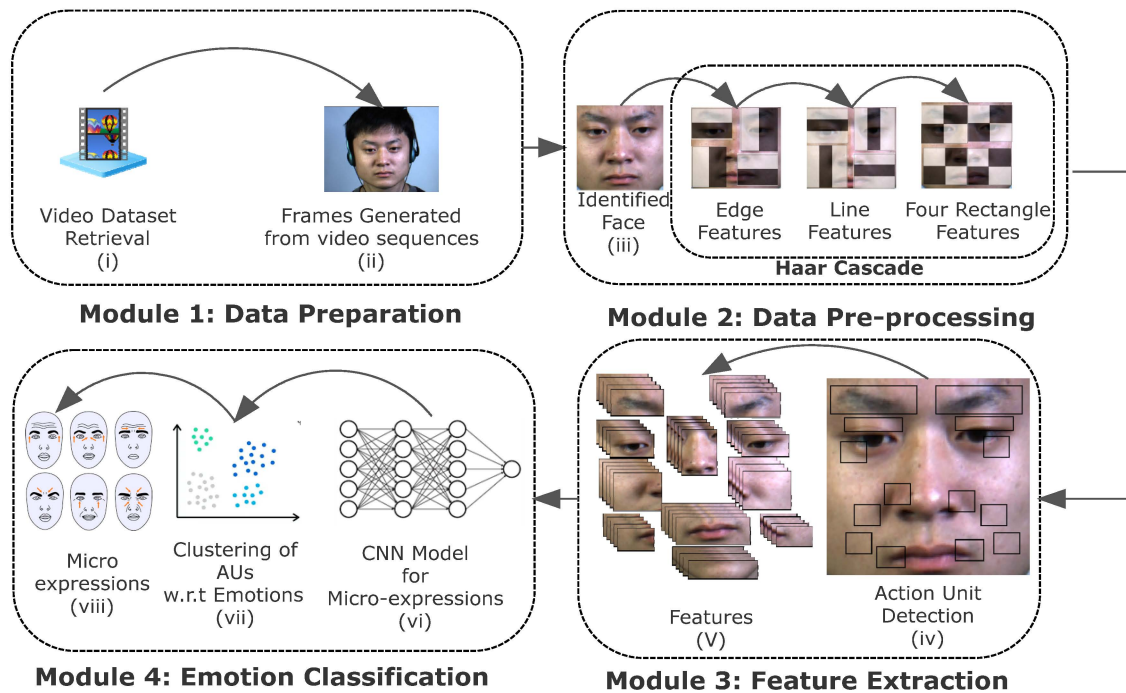 Video Dataset
Retrieval
(i)
Frames Generated
from video sequences
(ii)
Module 1: Data Preparation
Identified
Face
(iii)
Edge
Features
Line
Features
Four Rectangle
Features
Haar Cascade
Module 2: Data Pre-processing
Micro
expressions
(viii)
Clustering of
AUs
w.r.t Emotions
(vii)
CNN Model
for
Micro-expressions
(vi)
Module 4: Emotion Classification
Features
(V)
Action Unit
Detection
(iv)
Module 3: Feature Extraction